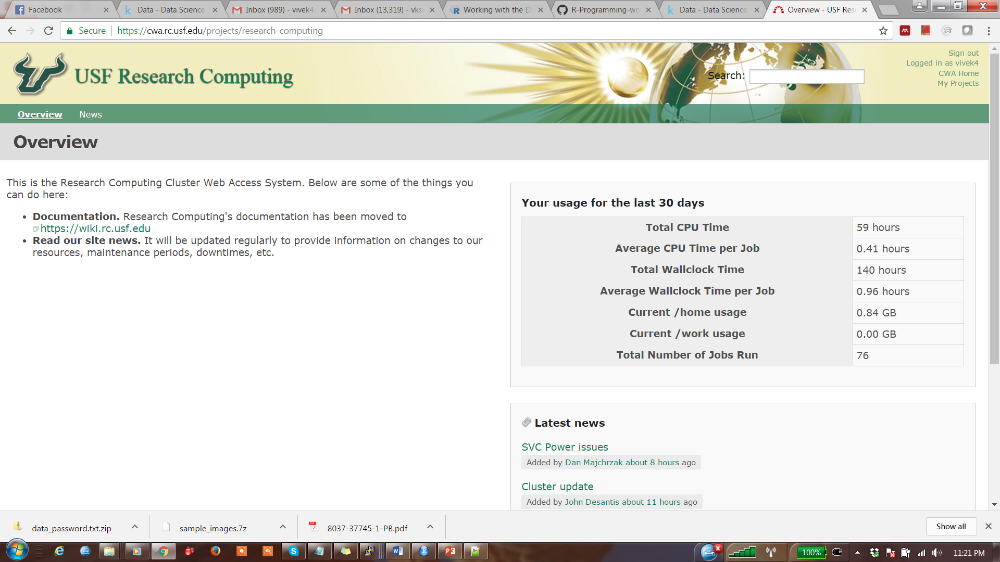 Facebook
Data - Data Science
Inbox (989) - vivek4
Inbox (13,319) - vks
Working with the D
R-Programming-wo
Data - Data Science
Overview - USF Res
Secure
https://cwa.rc.usf.edu/projects/research-computing
USF Research Computing
Search:
Sign out
Logged in as vivek4
CWA Home
My Projects
Overview
News
Overview
This is the Research Computing Cluster Web Access System. Below are some of the things you
can do here:
• Documentation. Research Computing's documentation has been moved to
https://wiki.rc.usf.edu
• Read our site news. It will be updated regularly to provide information on changes to our
resources, maintenance periods, downtimes, etc.
Your usage for the last 30 days
Total CPU Time 59 hours
Average CPU Time per Job 0.41 hours
Total Wallclock Time 140 hours
Average Wallclock Time per Job 0.96 hours
Current /home usage 0.84 GB
Current /work usage 0.00 GB
Total Number of Jobs Run 76
Latest news
SVC Power issues
Added by Dan Majchrzak about 8 hours ago
Cluster update
Added by John Desantis about 11 hours ago
data_password.txt.zip
sample_images.7z
8037-37745-1-PB.pdf
Show all
100%
11:21 PM